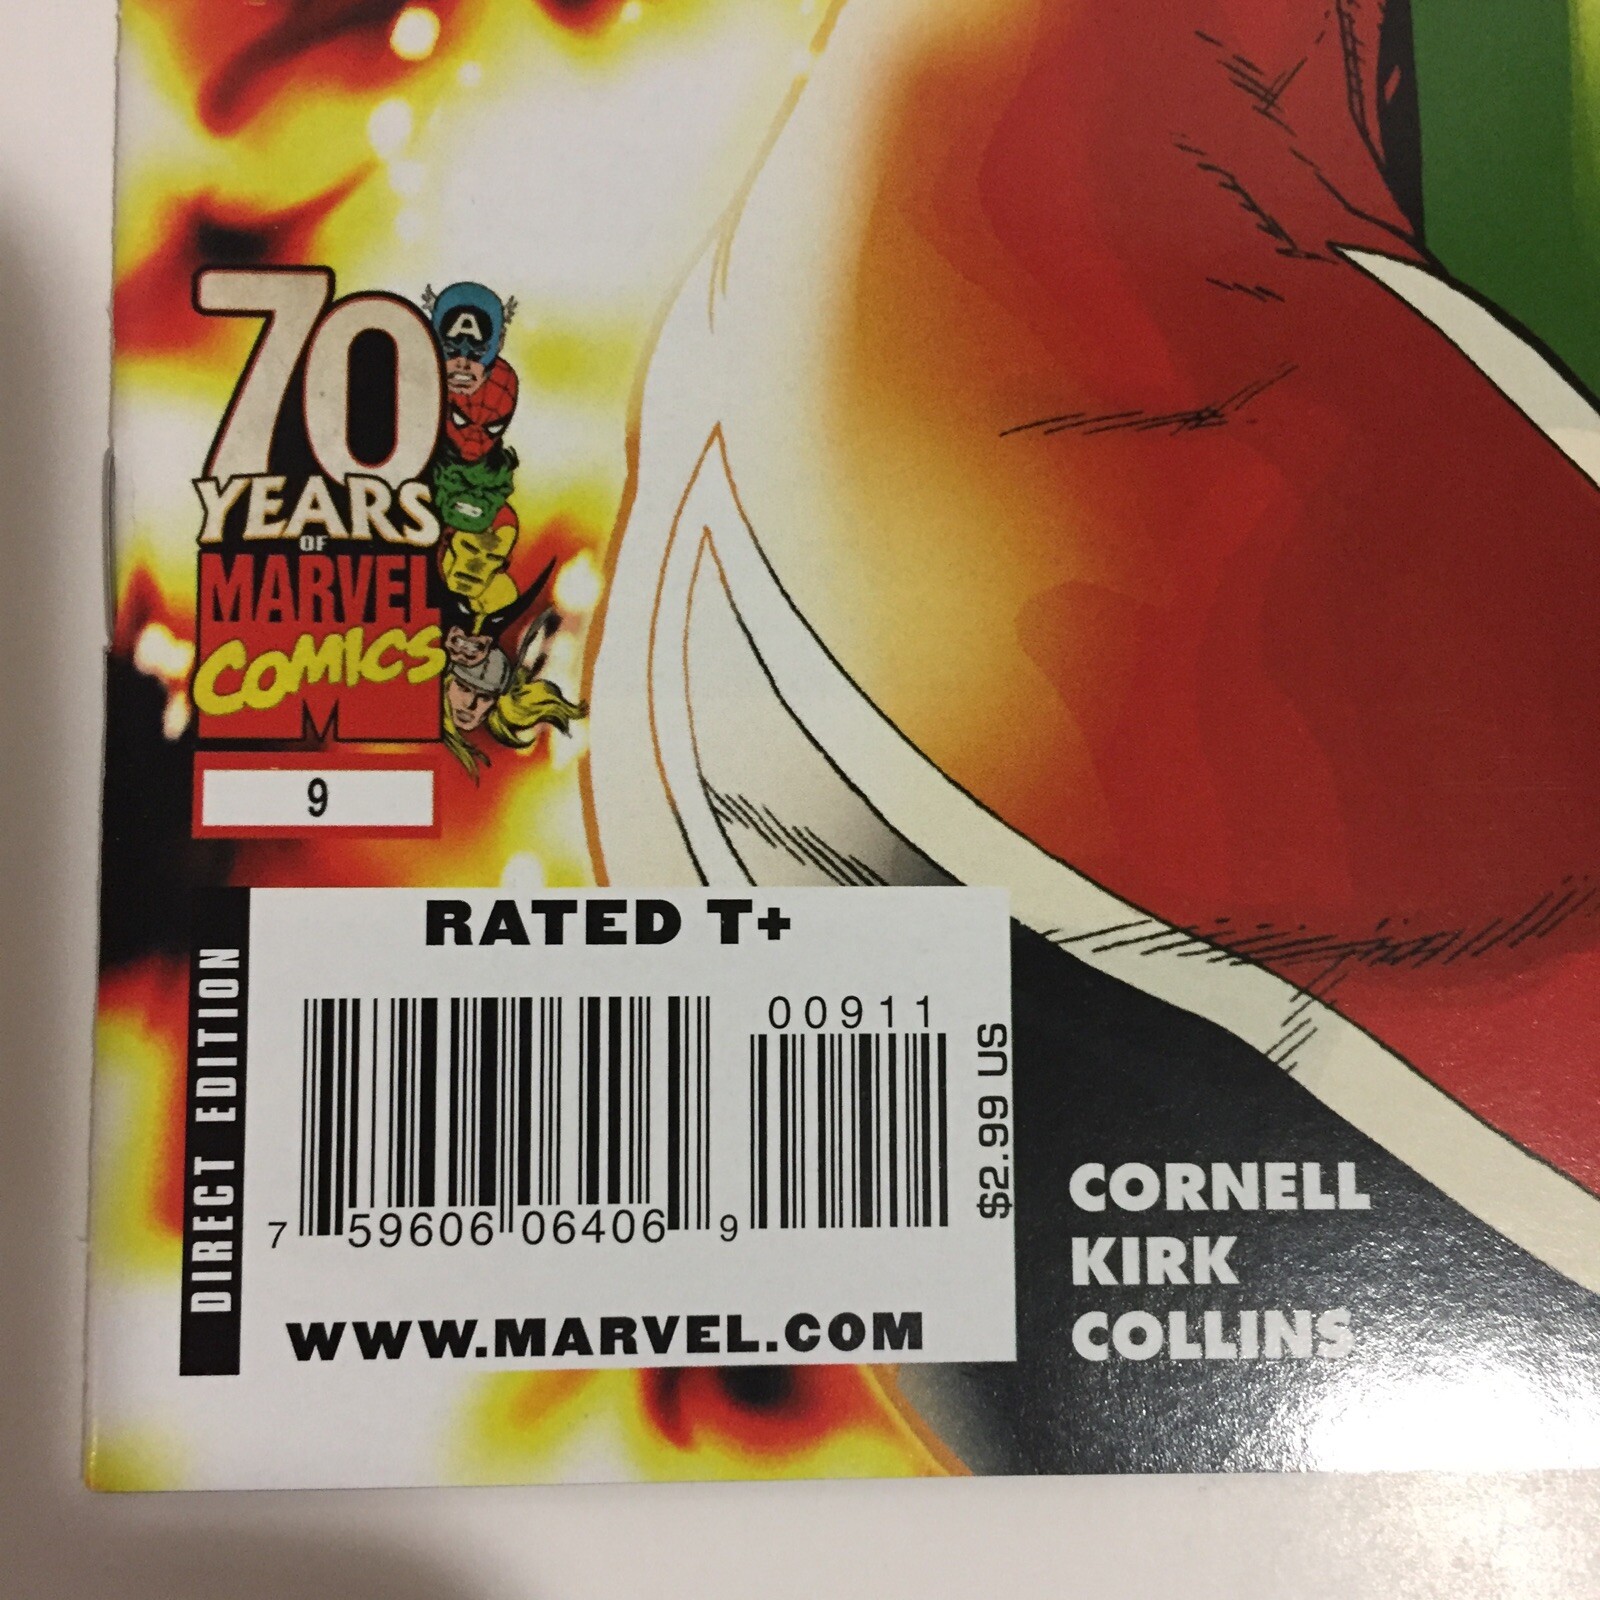 70
YEARS
OF
MARVEL
COMICS
M
A
9
RATED T+
DIRECT EDITION
00911
7 59606 06406 9
$2.99 US
WWW.MARVEL.COM
CORNELL
KIRK
COLLINS